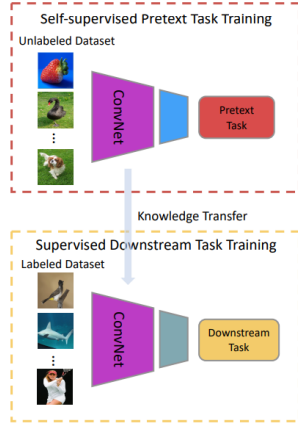 Self-supervised Pretext Task Training
Unlabeled Dataset
ConvNet
Pretext
Task
Knowledge Transfer
Supervised Downstream Task Training
Labeled Dataset
ConvNet
Downstream
Task